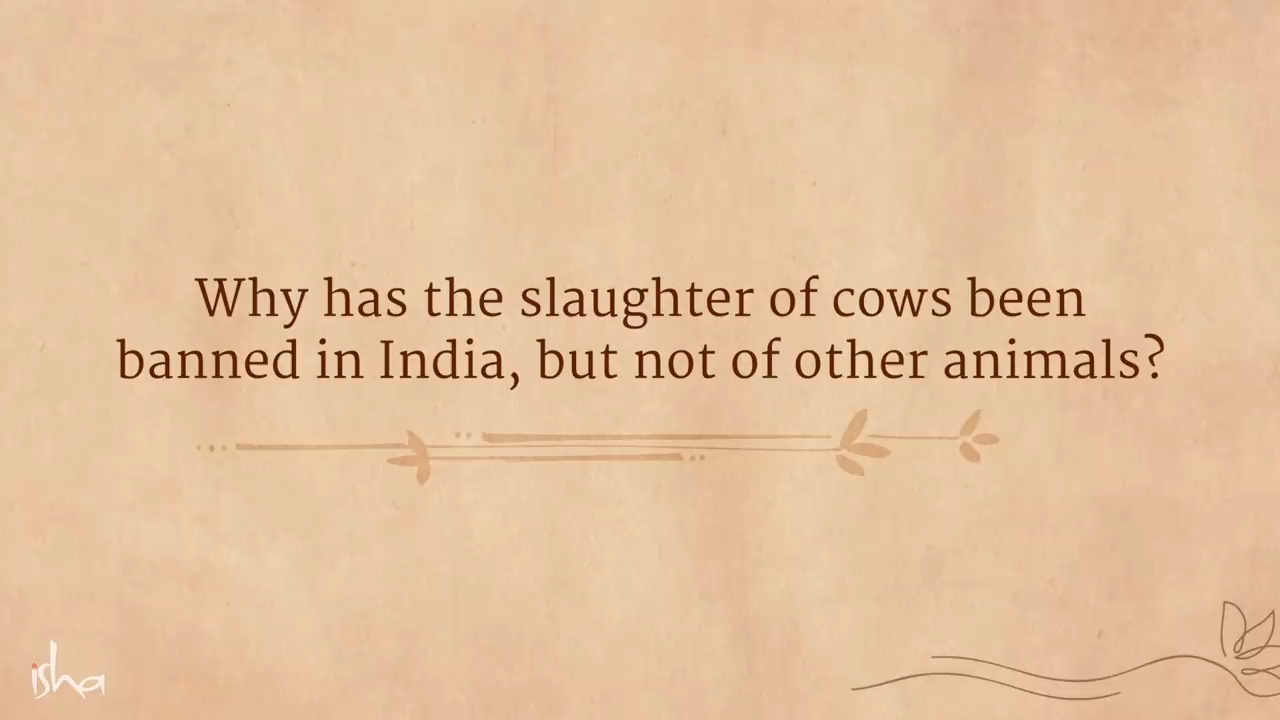 Why has the slaughter of cows been
banned in India, but not of other animals?
isha